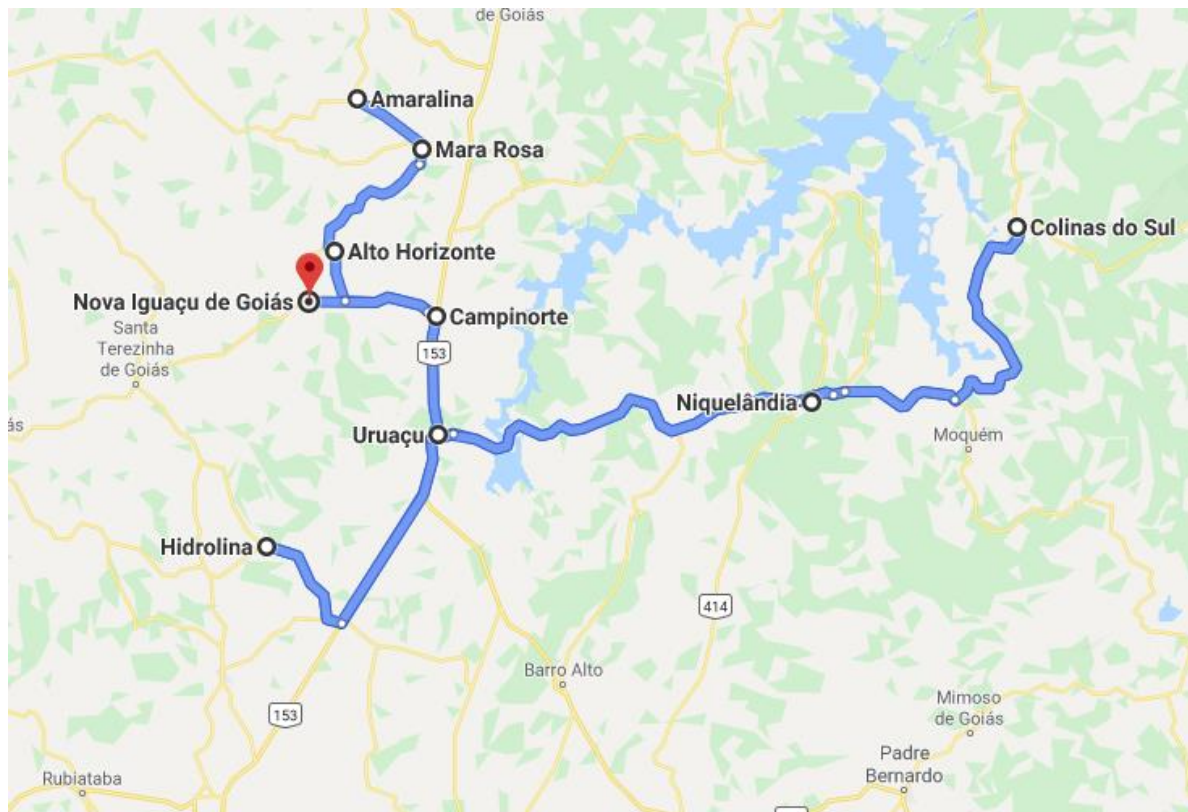 de Goiás
Amaralina
Mara Rosa
Colinas do Sul
Alto Horizonte
Nova Iguaçu de Goiás
Campinorte
Santa
Terezinha
de Goiás
153
Niquelândia
ás
Uruaçu
Moquém
Hidrolina
414
Barro Alto
153
Mimoso
de Goiás
Padre
Bernardo
Rubiataba